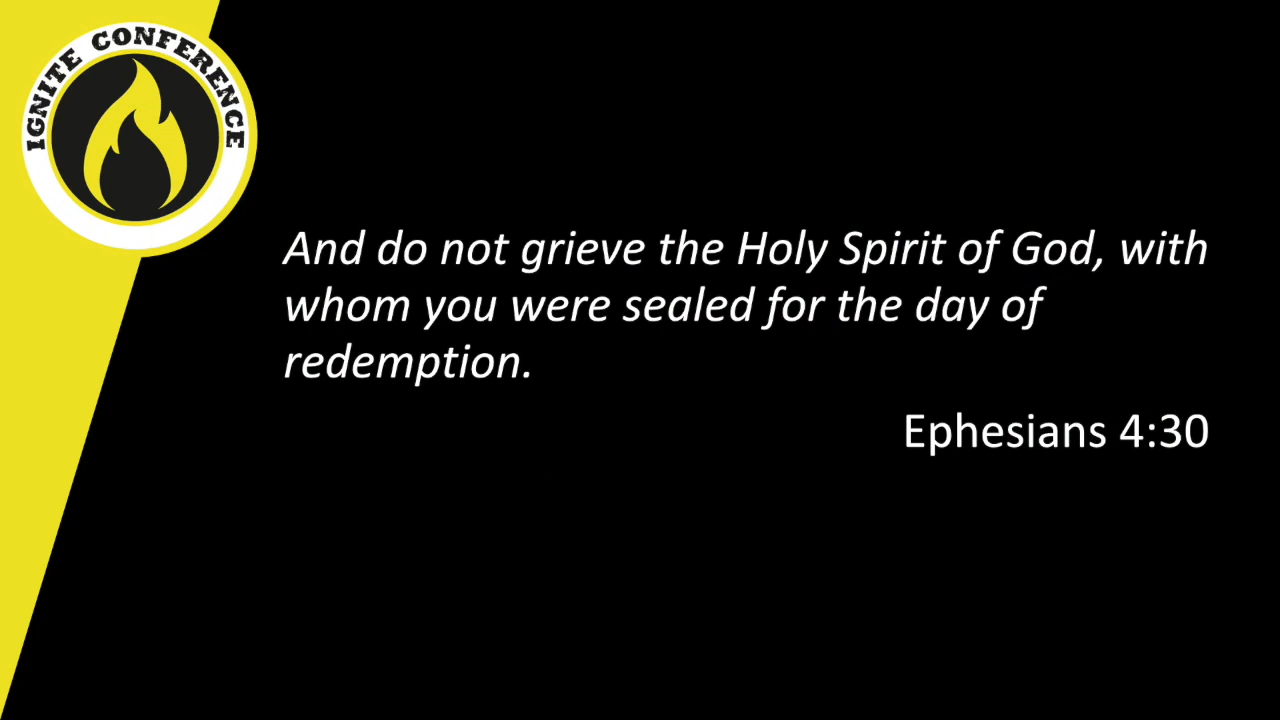 IGNITE CONFERENCE
And do not grieve the Holy Spirit of God, with
whom you were sealed for the day of
redemption.
Ephesians 4:30